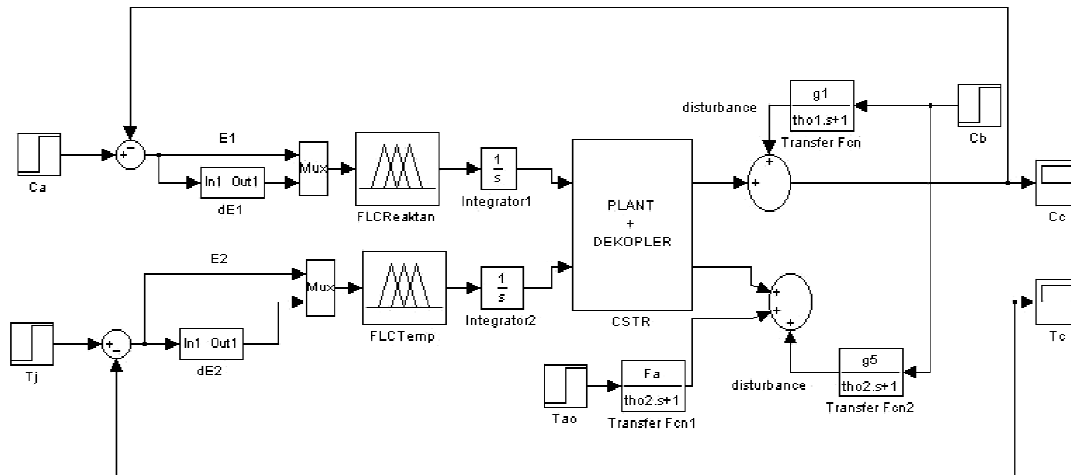 g1
tho1.s+1
Transfer Fcn
disturbance
Cb
Ca
E1
In1 Out1
dE1
Mux
FLCReaktan
1
s
Integrator1
PLANT
+
DEKOPLER
CSTR
Cc
E2
In1 Out1
dE2
Mux
FLCTemp
1
s
Integrator2
Tj
Tc
Tao
Fa
tho2.s+1
Transfer Fcn1
disturbance
g5
tho2.s+1
Transfer Fcn2